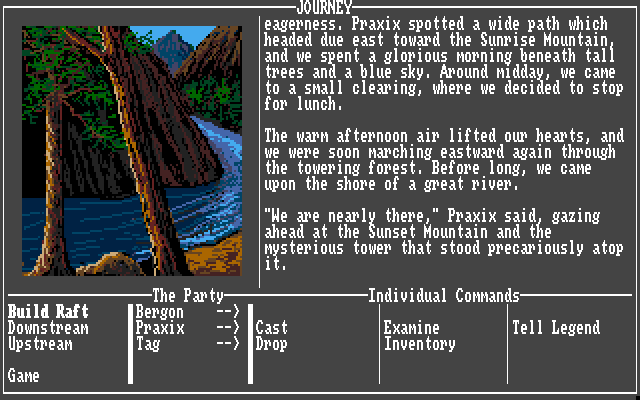 JOURNEY
eagerness. Praxix spotted a wide path which
headed due east toward the Sunrise Mountain,
and we spent a glorious morning beneath tall
trees and a blue sky. Around midday, we came
to a small clearing, where we decided to stop
for lunch.
The warm afternoon air lifted our hearts, and
we were soon marching eastward again through
the towering forest. Before long, we came
upon the shore of a great river.
"We are nearly there," Praxix said, gazing
ahead at the Sunset Mountain and the
mysterious tower that stood precariously atop
it.
The Party Individual Commands
Build Raft Bergon -->
Downstream Praxix --> Cast Examine Tell Legend
Upstream Tag --> Drop Inventory
Game